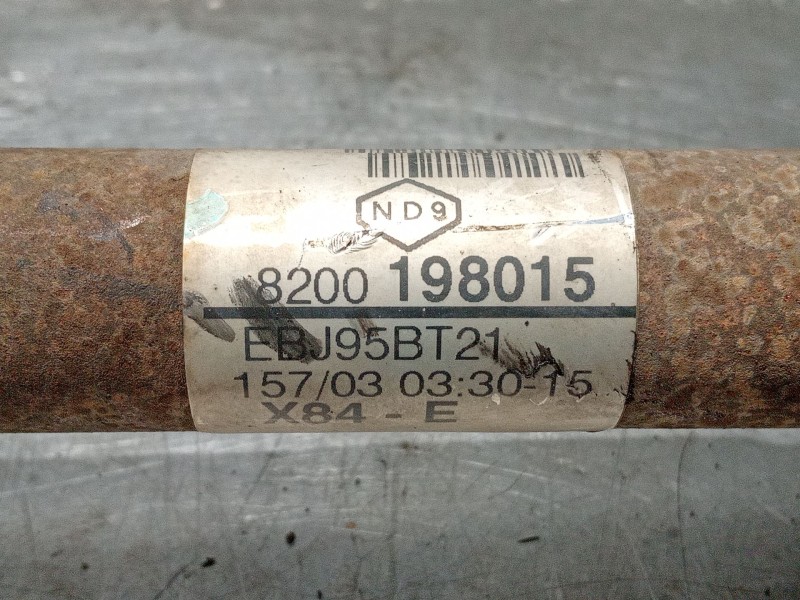 ND9
8200 198015
EBJ95BT21
157/03 03:30-15
X84 - E